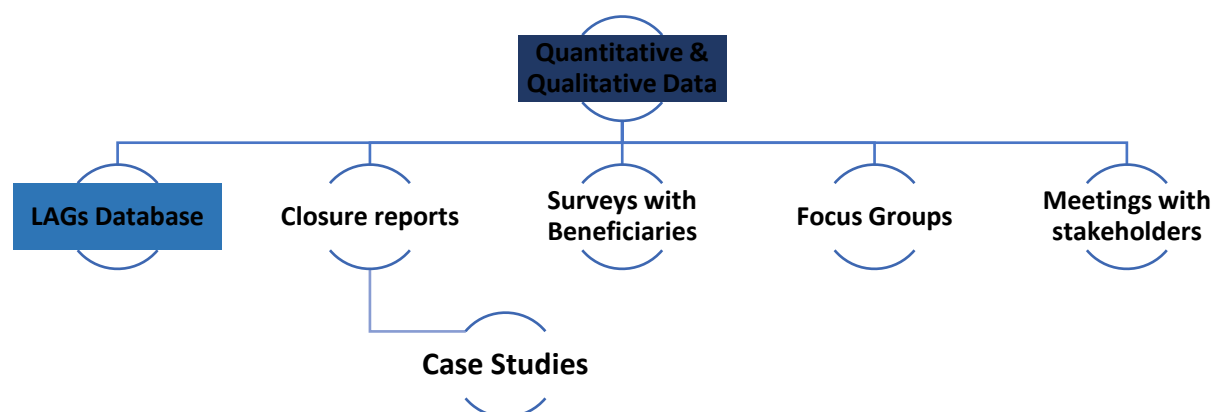 Quantitative &
Qualitative Data
LAGs Database
Closure reports
Surveys with
Beneficiaries
Focus Groups
Meetings with
stakeholders
Case Studies